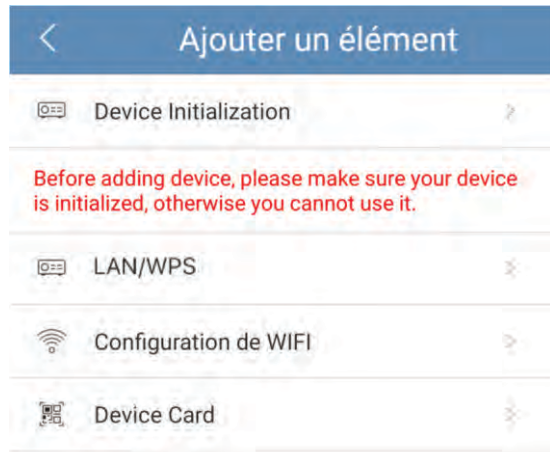 Ajouter un élément
Device Initialization
Before adding device, please make sure your device
is initialized, otherwise you cannot use it.
LAN/WPS
Configuration de WIFI
Device Card